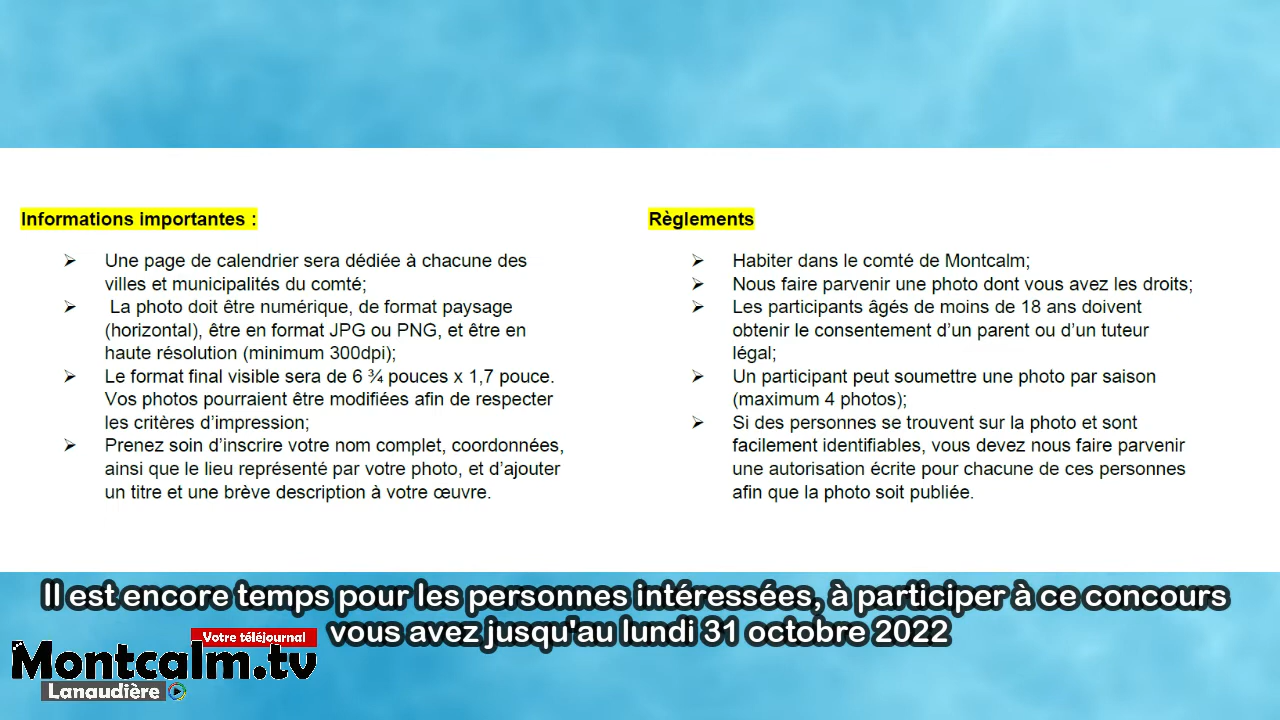 Informations importantes :
➢ Une page de calendrier sera dédiée à chacune des
villes et municipalités du comté;
➢ La photo doit être numérique, de format paysage
(horizontal), être en format JPG ou PNG, et être en
haute résolution (minimum 300dpi);
➢ Le format final visible sera de 6 ¾ pouces x 1,7 pouce.
Vos photos pourraient être modifiées afin de respecter
les critères d’impression;
➢ Prenez soin d’inscrire votre nom complet, coordonnées,
ainsi que le lieu représenté par votre photo, et d’ajouter
un titre et une brève description à votre œuvre.
Règlements
➢ Habiter dans le comté de Montcalm;
➢ Nous faire parvenir une photo dont vous avez les droits;
➢ Les participants âgés de moins de 18 ans doivent
obtenir le consentement d’un parent ou d’un tuteur
légal;
➢ Un participant peut soumettre une photo par saison
(maximum 4 photos);
➢ Si des personnes se trouvent sur la photo et sont
facilement identifiables, vous devez nous faire parvenir
une autorisation écrite pour chacune de ces personnes
afin que la photo soit publiée.
Il est encore temps pour les personnes intéressées, à participer à ce concours
vous avez jusqu'au lundi 31 octobre 2022
Votre téléjournal
Montcalm.tv
Lanaudière